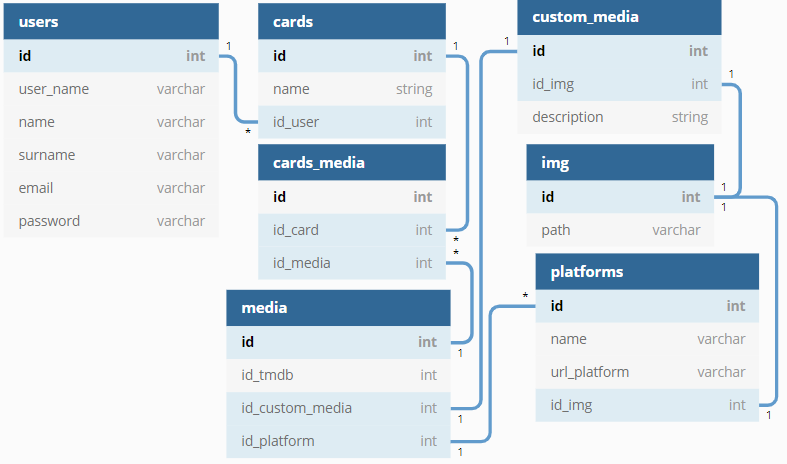 users
id int
user_name varchar
name varchar
surname varchar
email varchar
password varchar
1
*
cards
id int
name string
id_user int
1
cards_media
id int
id_card int
id_media int
*
*
media
id int
id_tmdb int
id_custom_media int
id_platform int
1
1
1
custom_media
id int
id_img int
description string
1
1
img
id int
path varchar
1
1
platforms
id int
name varchar
url_platform varchar
id_img int
*
1